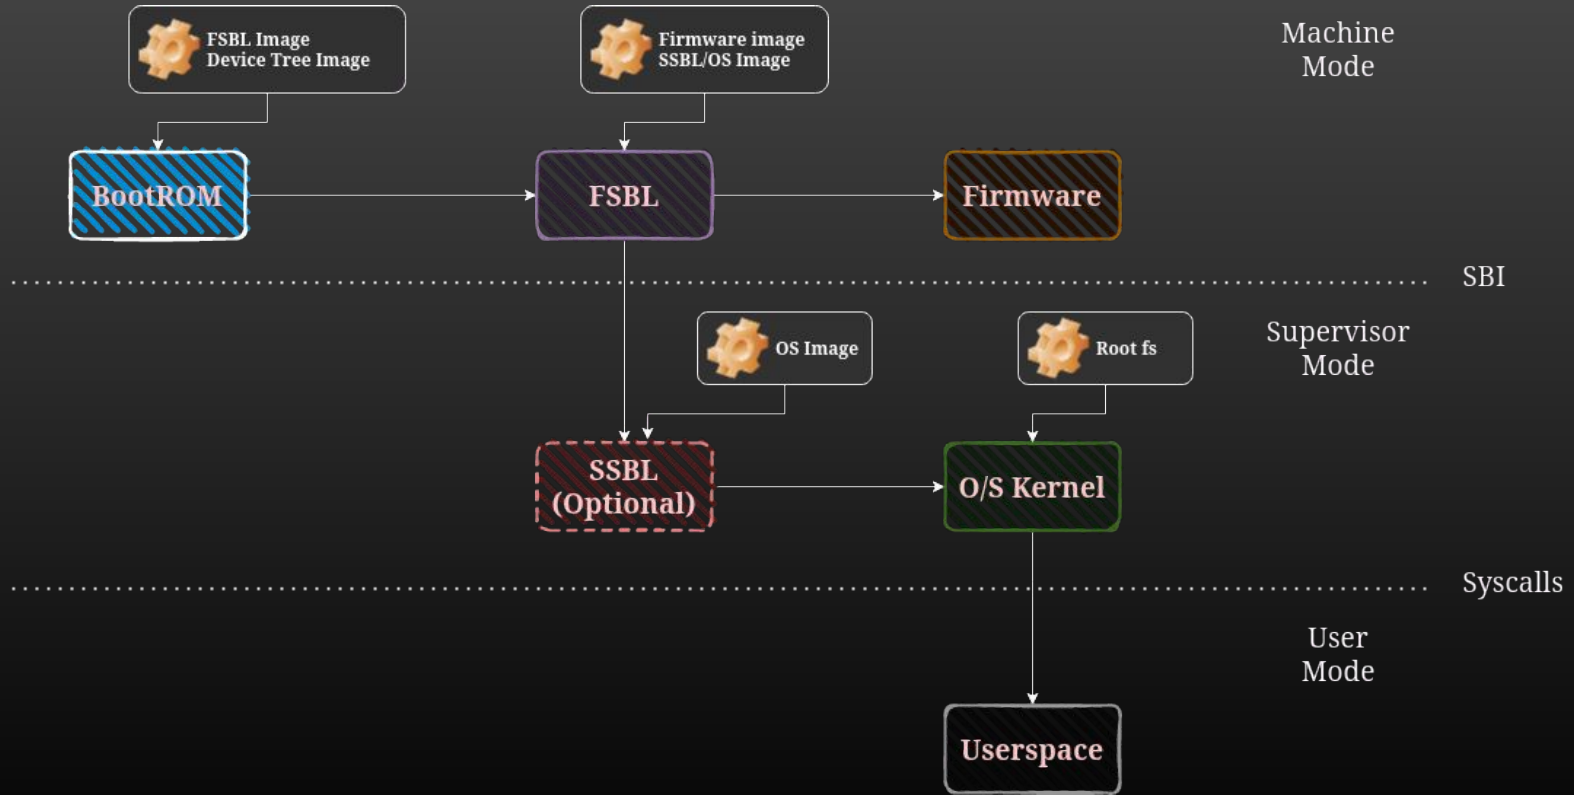 FSBL Image
Device Tree Image
Firmware image
SSBL/OS Image
Machine
Mode
BootROM
FSBL
Firmware
SBI
OS Image
Root fs
Supervisor
Mode
SSBL
(Optional)
O/S Kernel
Syscalls
User
Mode
Userspace